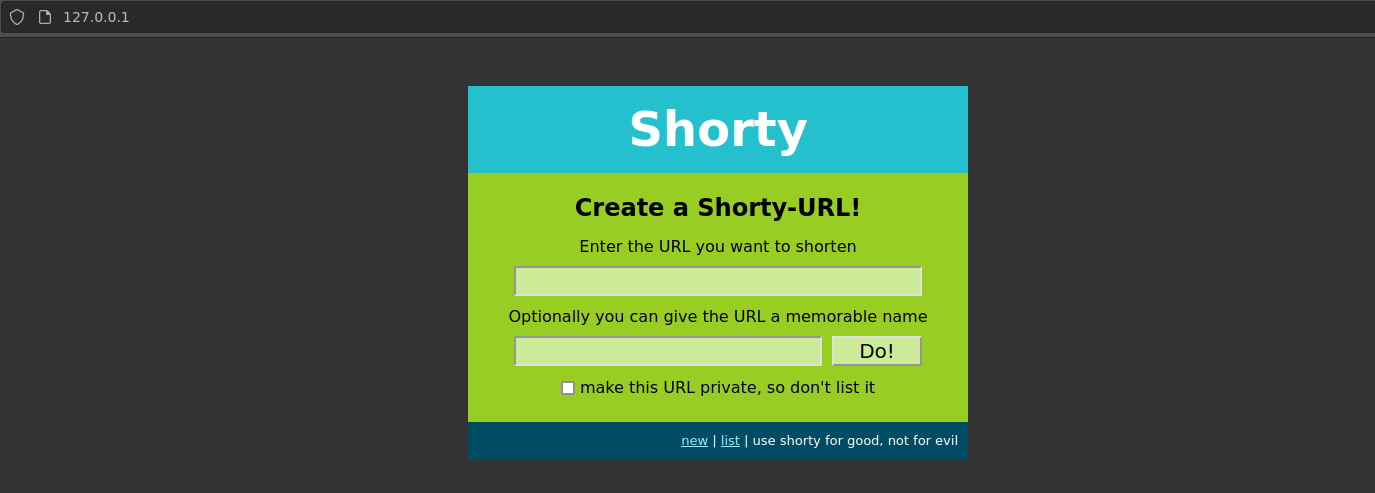 127.0.0.1
Shorty
Create a Shorty-URL!
Enter the URL you want to shorten
Optionally you can give the URL a memorable name
Do!
make this URL private, so don't list it
new | list | use shorty for good, not for evil